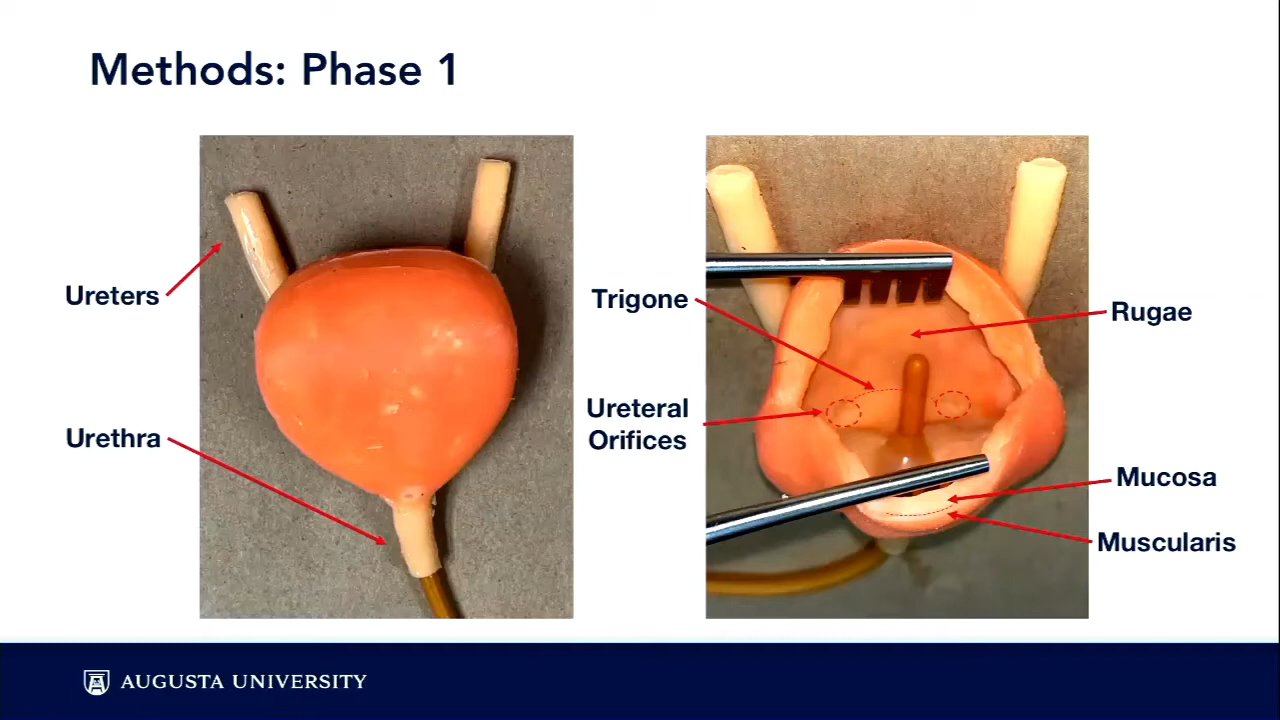 Methods: Phase 1
Ureters
Urethra
Trigone
Ureteral
Orifices
Rugae
Mucosa
Muscularis
AUGUSTA UNIVERSITY